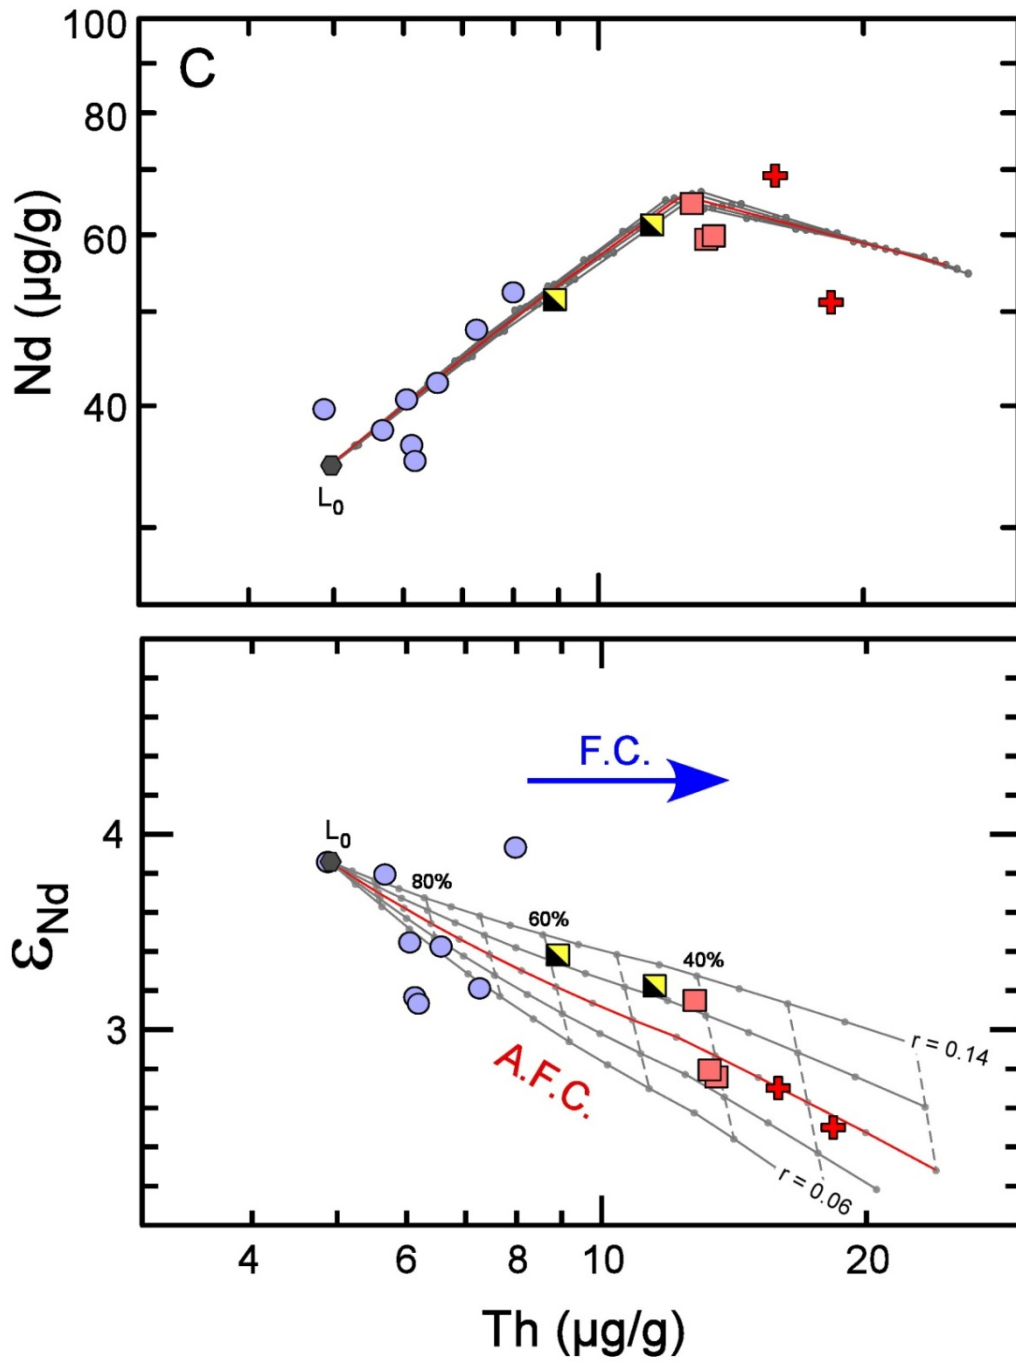 C
100
80
60
40
Nd (µg/g)
L0
F.C.
4
L0
80%
60%
40%
3
εNd
A.F.C.
r = 0.14
r = 0.06
4 6 8 10 20
Th (µg/g)